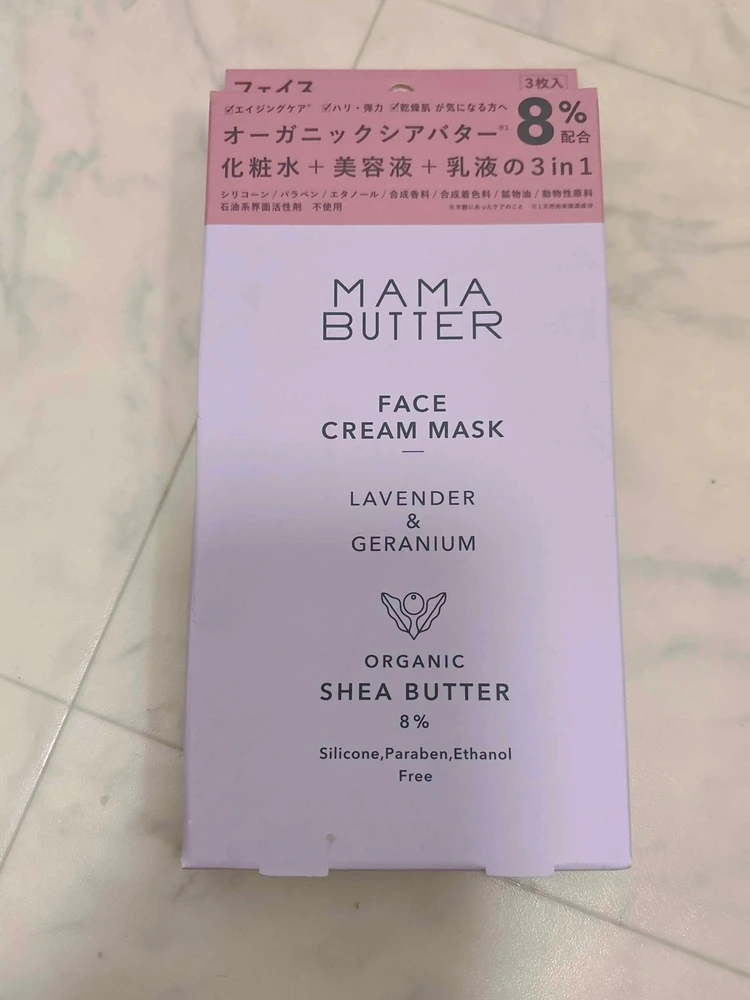 フェイス
3枚入
☑エイジングケア* ☑ハリ・弾力 ☑乾燥肌 が気になる方へ
オーガニックシアバター※1 8%配合
化粧水+美容液+乳液の3in1
シリコーン/パラベン/エタノール/合成香料/合成着色料/鉱物油/動物性原料
石油系界面活性剤 不使用
MAMA
BUTTER
FACE
CREAM MASK
LAVENDER
&
GERANIUM
ORGANIC
SHEA BUTTER
8%
Silicone,Paraben,Ethanol
Free